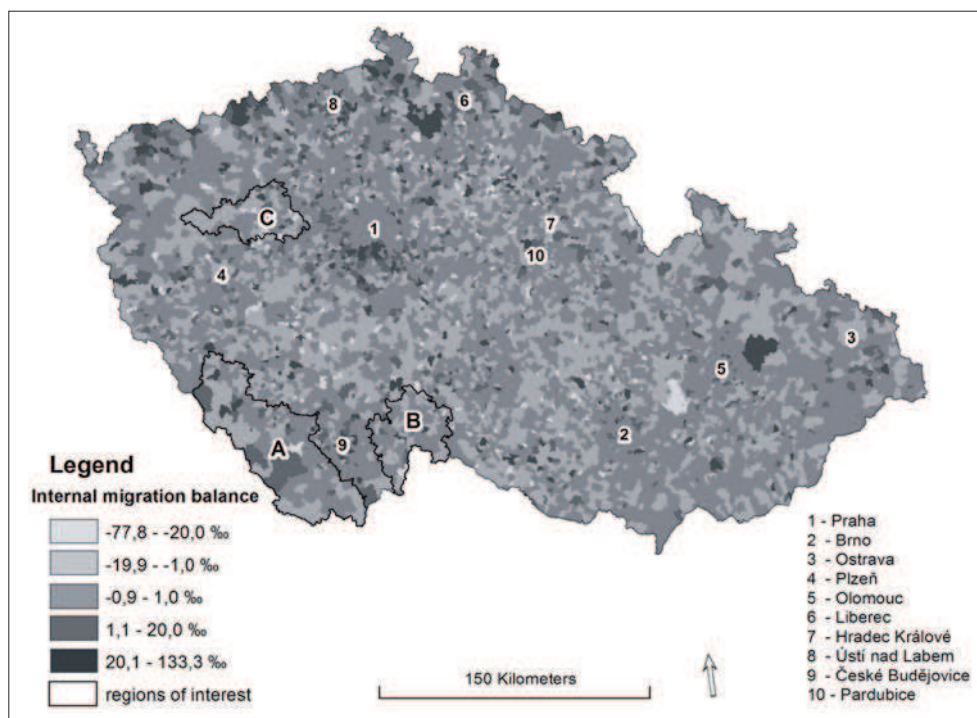 8
6
C
7
1
10
4
3
5
A
9
B
2
Legend
Internal migration balance
-77,8 - -20,0 ‰
-19,9 - -1,0 ‰
-0,9 - 1,0 ‰
1,1 - 20,0 ‰
20,1 - 133,3 ‰
regions of interest
150 Kilometers
1 - Praha
2 - Brno
3 - Ostrava
4 - Plzeň
5 - Olomouc
6 - Liberec
7 - Hradec Králové
8 - Ústí nad Labem
9 - České Budějovice
10 - Pardubice